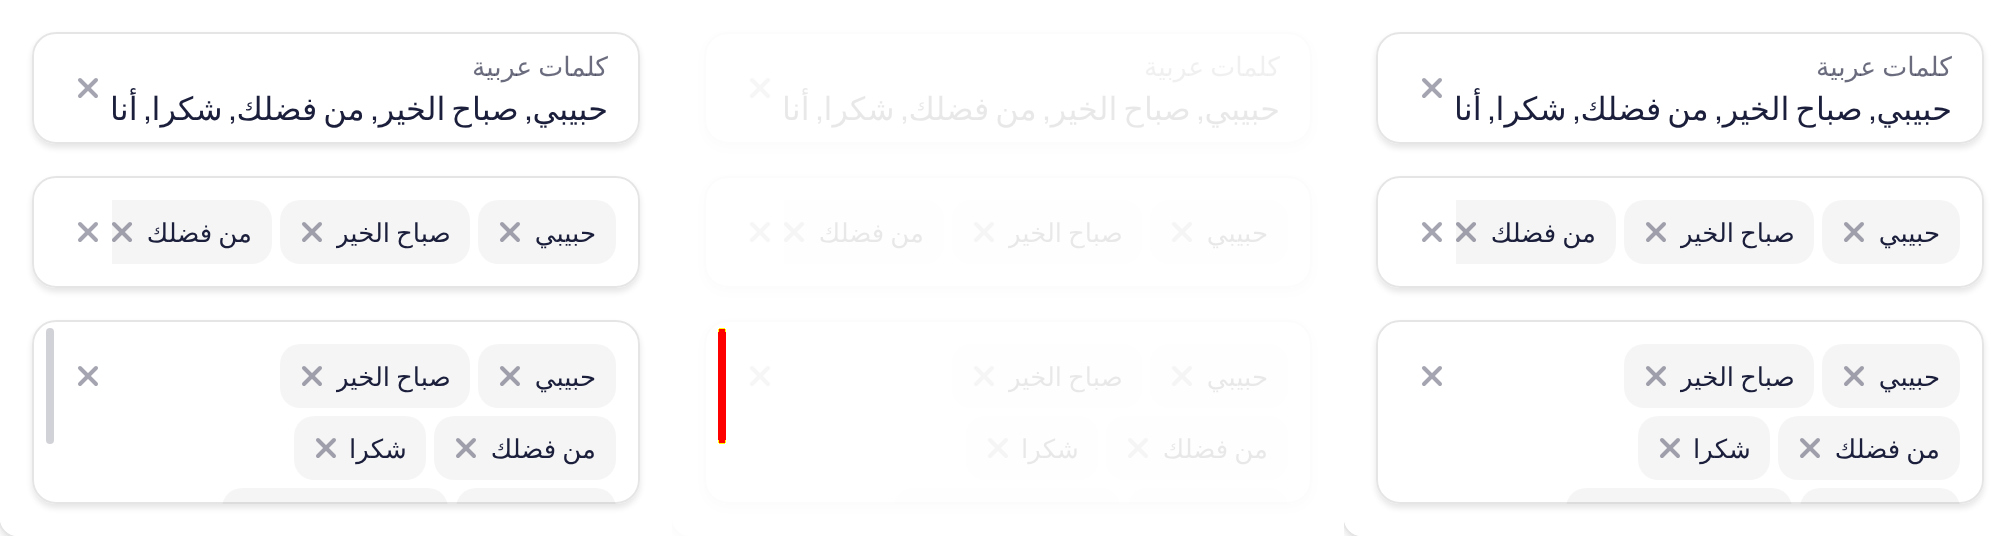 كلمات عربية
حبيبي, صباح الخير, من فضلك, شكرا, أنا
حبيبي صباح الخير من فضلك
حبيبي صباح الخير
من فضلك شكرا
كلمات عربية
حبيبي, صباح الخير, من فضلك, شكرا, أنا
حبيبي صباح الخير من فضلك
حبيبي صباح الخير
من فضلك شكرا
كلمات عربية
حبيبي, صباح الخير, من فضلك, شكرا, أنا
حبيبي صباح الخير من فضلك
حبيبي صباح الخير
من فضلك شكرا